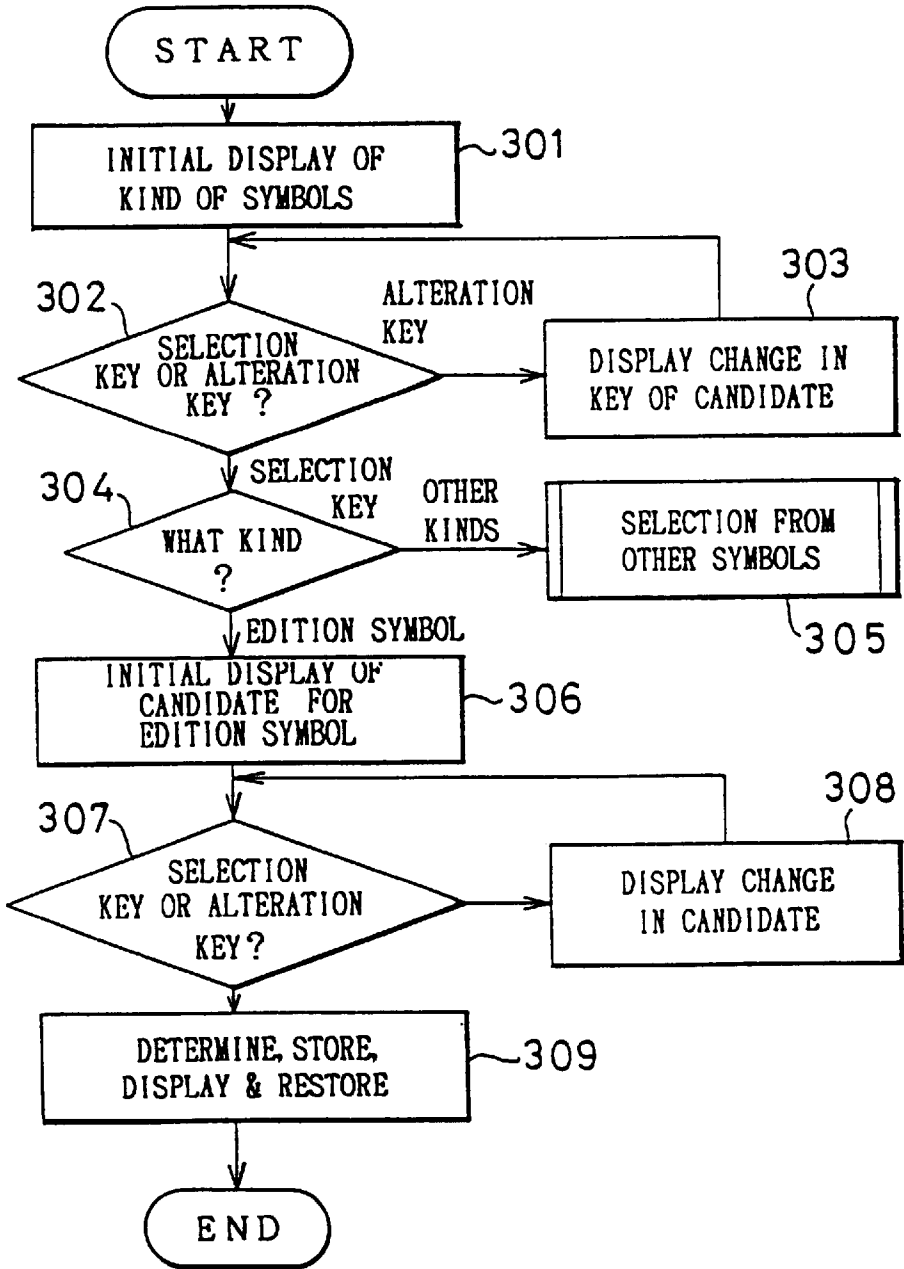 START
INITIAL DISPLAY OF
KIND OF SYMBOLS
301
302
SELECTION
KEY OR ALTERATION
KEY ?
ALTERATION
KEY
303
DISPLAY CHANGE IN
KEY OF CANDIDATE
SELECTION
KEY
304
WHAT KIND
?
OTHER
KINDS
SELECTION FROM
OTHER SYMBOLS
305
EDITION SYMBOL
INITIAL DISPLAY OF
CANDIDATE FOR
EDITION SYMBOL
306
307
SELECTION
KEY OR ALTERATION
KEY?
308
DISPLAY CHANGE
IN CANDIDATE
DETERMINE, STORE,
DISPLAY & RESTORE
309
END